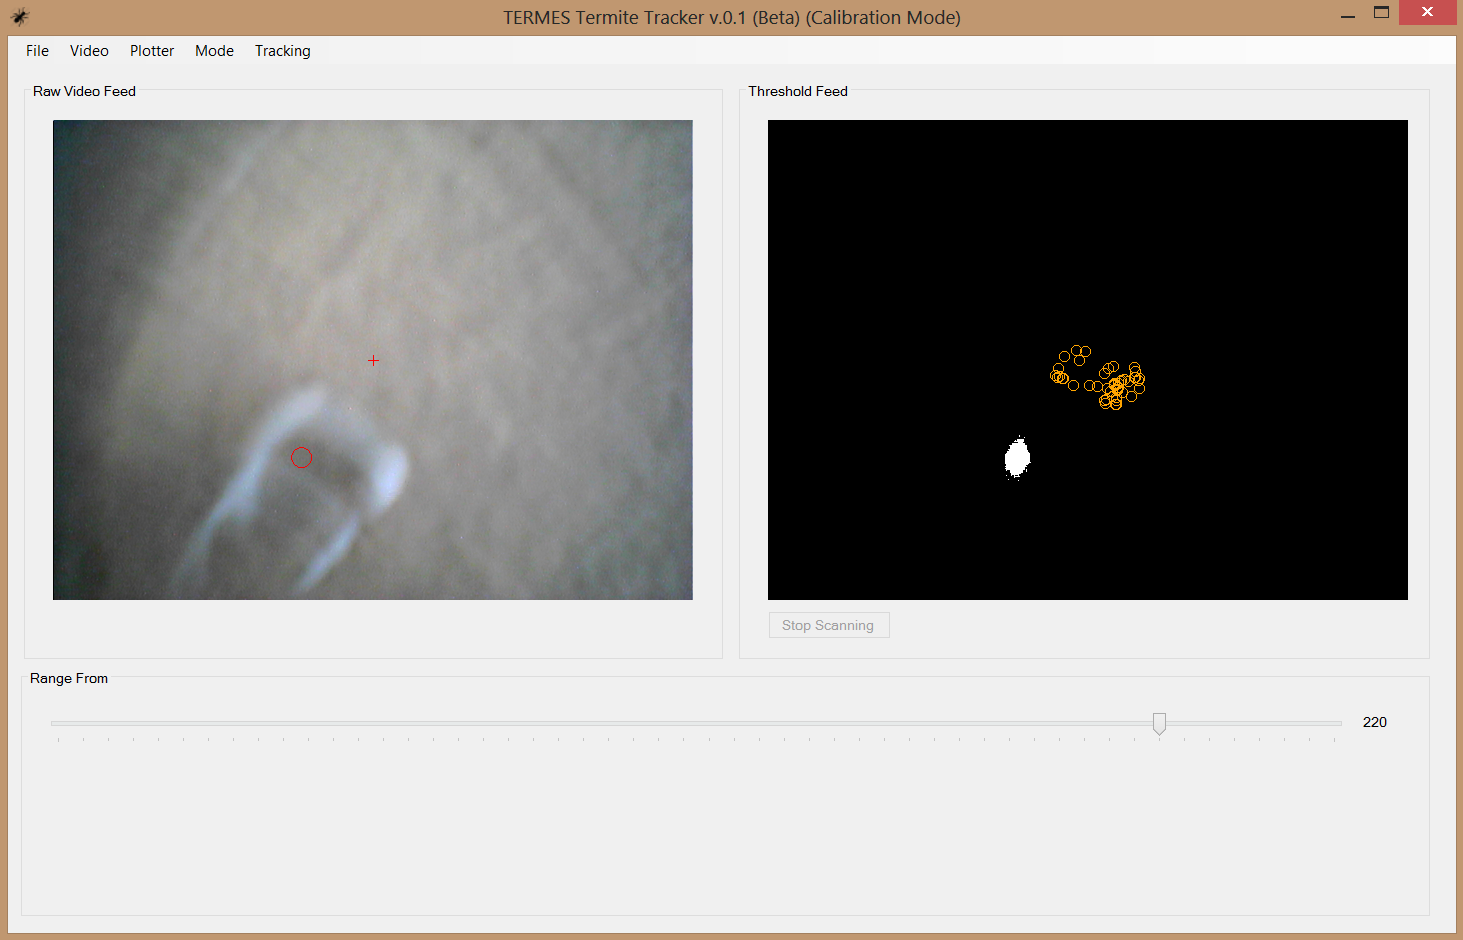 TERMES Termite Tracker v.0.1 (Beta) (Calibration Mode)
File Video Plotter Mode Tracking
Raw Video Feed
Threshold Feed
Stop Scanning
Range From
220